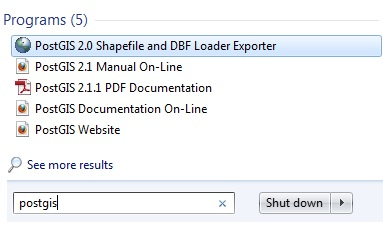 Programs (5)
PostGIS 2.0 Shapefile and DBF Loader Exporter
PostGIS 2.1 Manual On-Line
PostGIS 2.1.1 PDF Documentation
PostGIS Documentation On-Line
PostGIS Website
See more results
postgis
Shut down